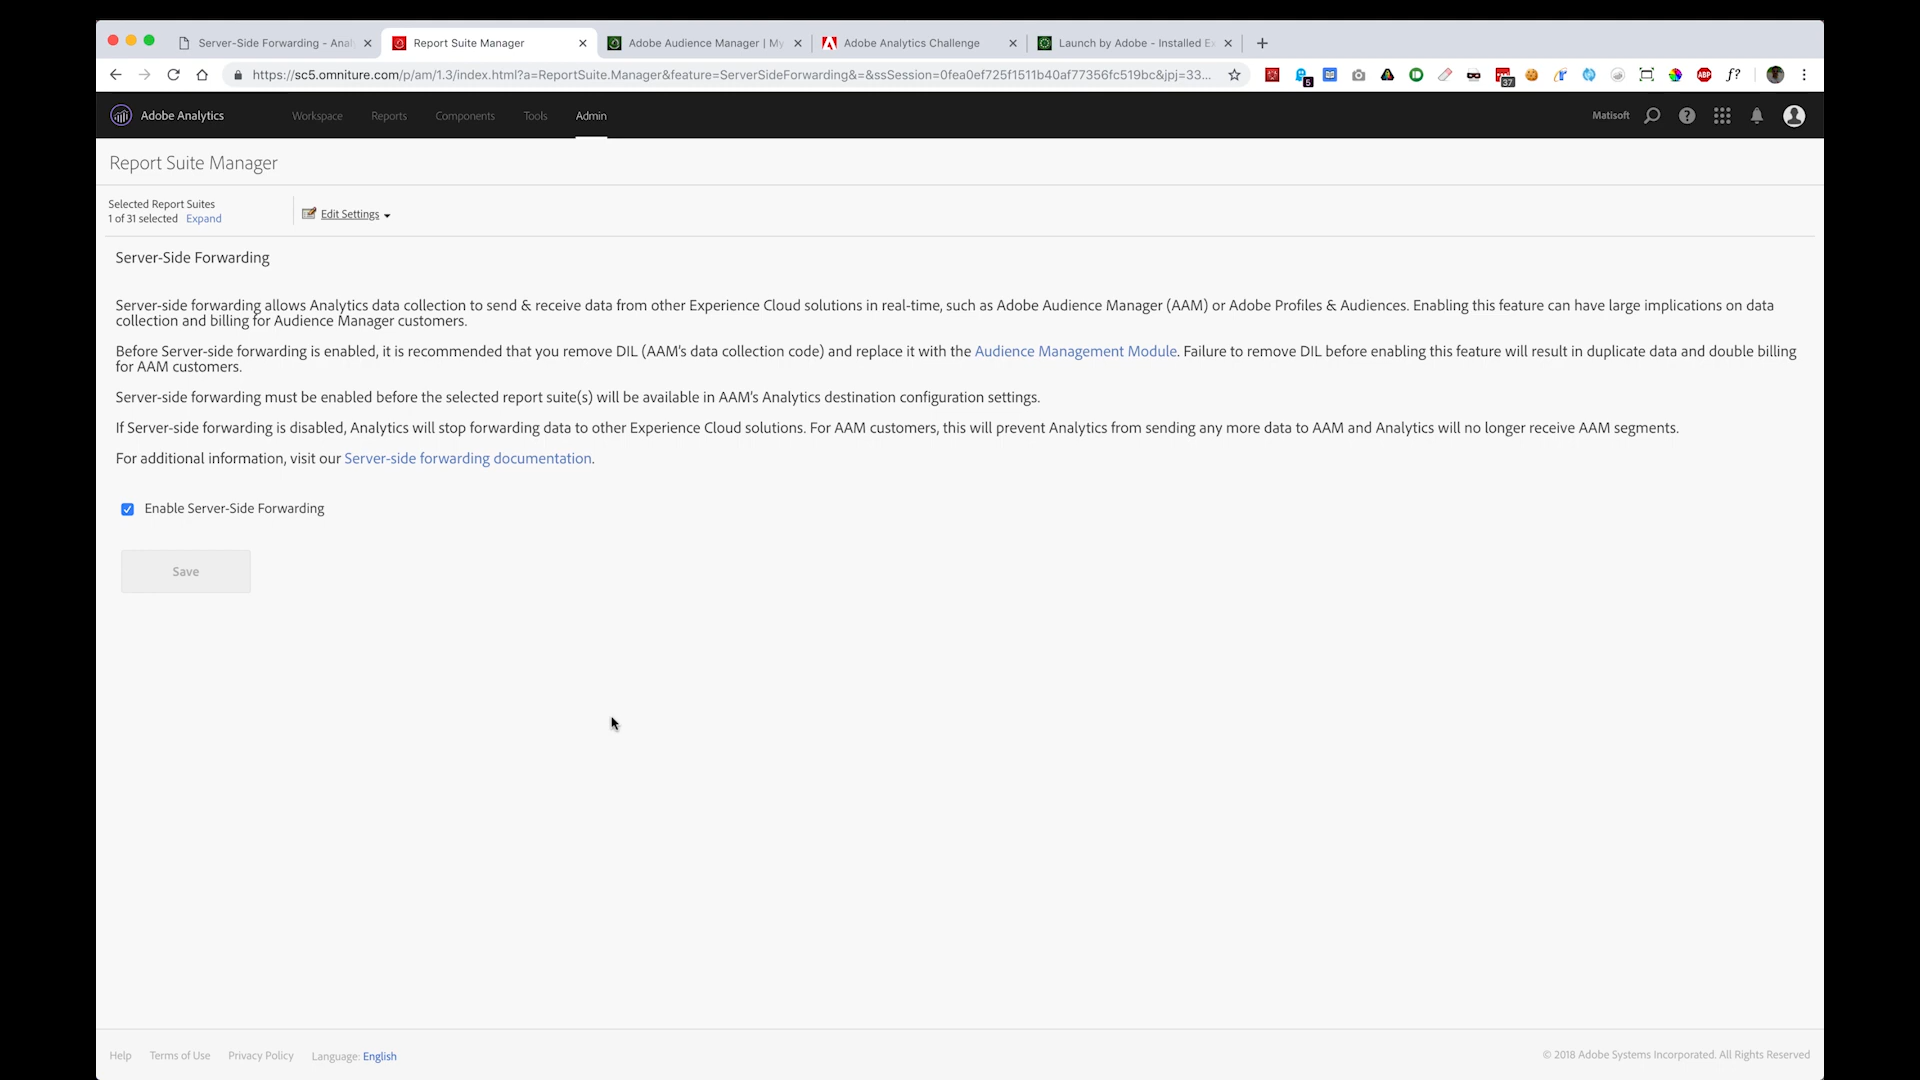 Server-Side Forwarding - Anal
Report Suite Manager
Adobe Audience Manager | My
Adobe Analytics Challenge
Launch by Adobe - Installed Ex
https://sc5.omniture.com/p/am/1.3/index.html?a=ReportSuite.Manager&feature=ServerSideForwarding&=&ssSession=0fea0ef725f1511b40af77356fc519bc&jpj=33...
5
37
ABP
f?
Adobe Analytics
Workspace
Reports
Components
Tools
Admin
Matisoft
Report Suite Manager
Selected Report Suites
1 of 31 selected Expand
Edit Settings
Server-Side Forwarding
Server-side forwarding allows Analytics data collection to send & receive data from other Experience Cloud solutions in real-time, such as Adobe Audience Manager (AAM) or Adobe Profiles & Audiences. Enabling this feature can have large implications on data
collection and billing for Audience Manager customers.
Before Server-side forwarding is enabled, it is recommended that you remove DIL (AAM's data collection code) and replace it with the Audience Management Module. Failure to remove DIL before enabling this feature will result in duplicate data and double billing
for AAM customers.
Server-side forwarding must be enabled before the selected report suite(s) will be available in AAM's Analytics destination configuration settings.
If Server-side forwarding is disabled, Analytics will stop forwarding data to other Experience Cloud solutions. For AAM customers, this will prevent Analytics from sending any more data to AAM and Analytics will no longer receive AAM segments.
For additional information, visit our Server-side forwarding documentation.
Enable Server-Side Forwarding
Save
Help
Terms of Use
Privacy Policy
Language: English
© 2018 Adobe Systems Incorporated. All Rights Reserved